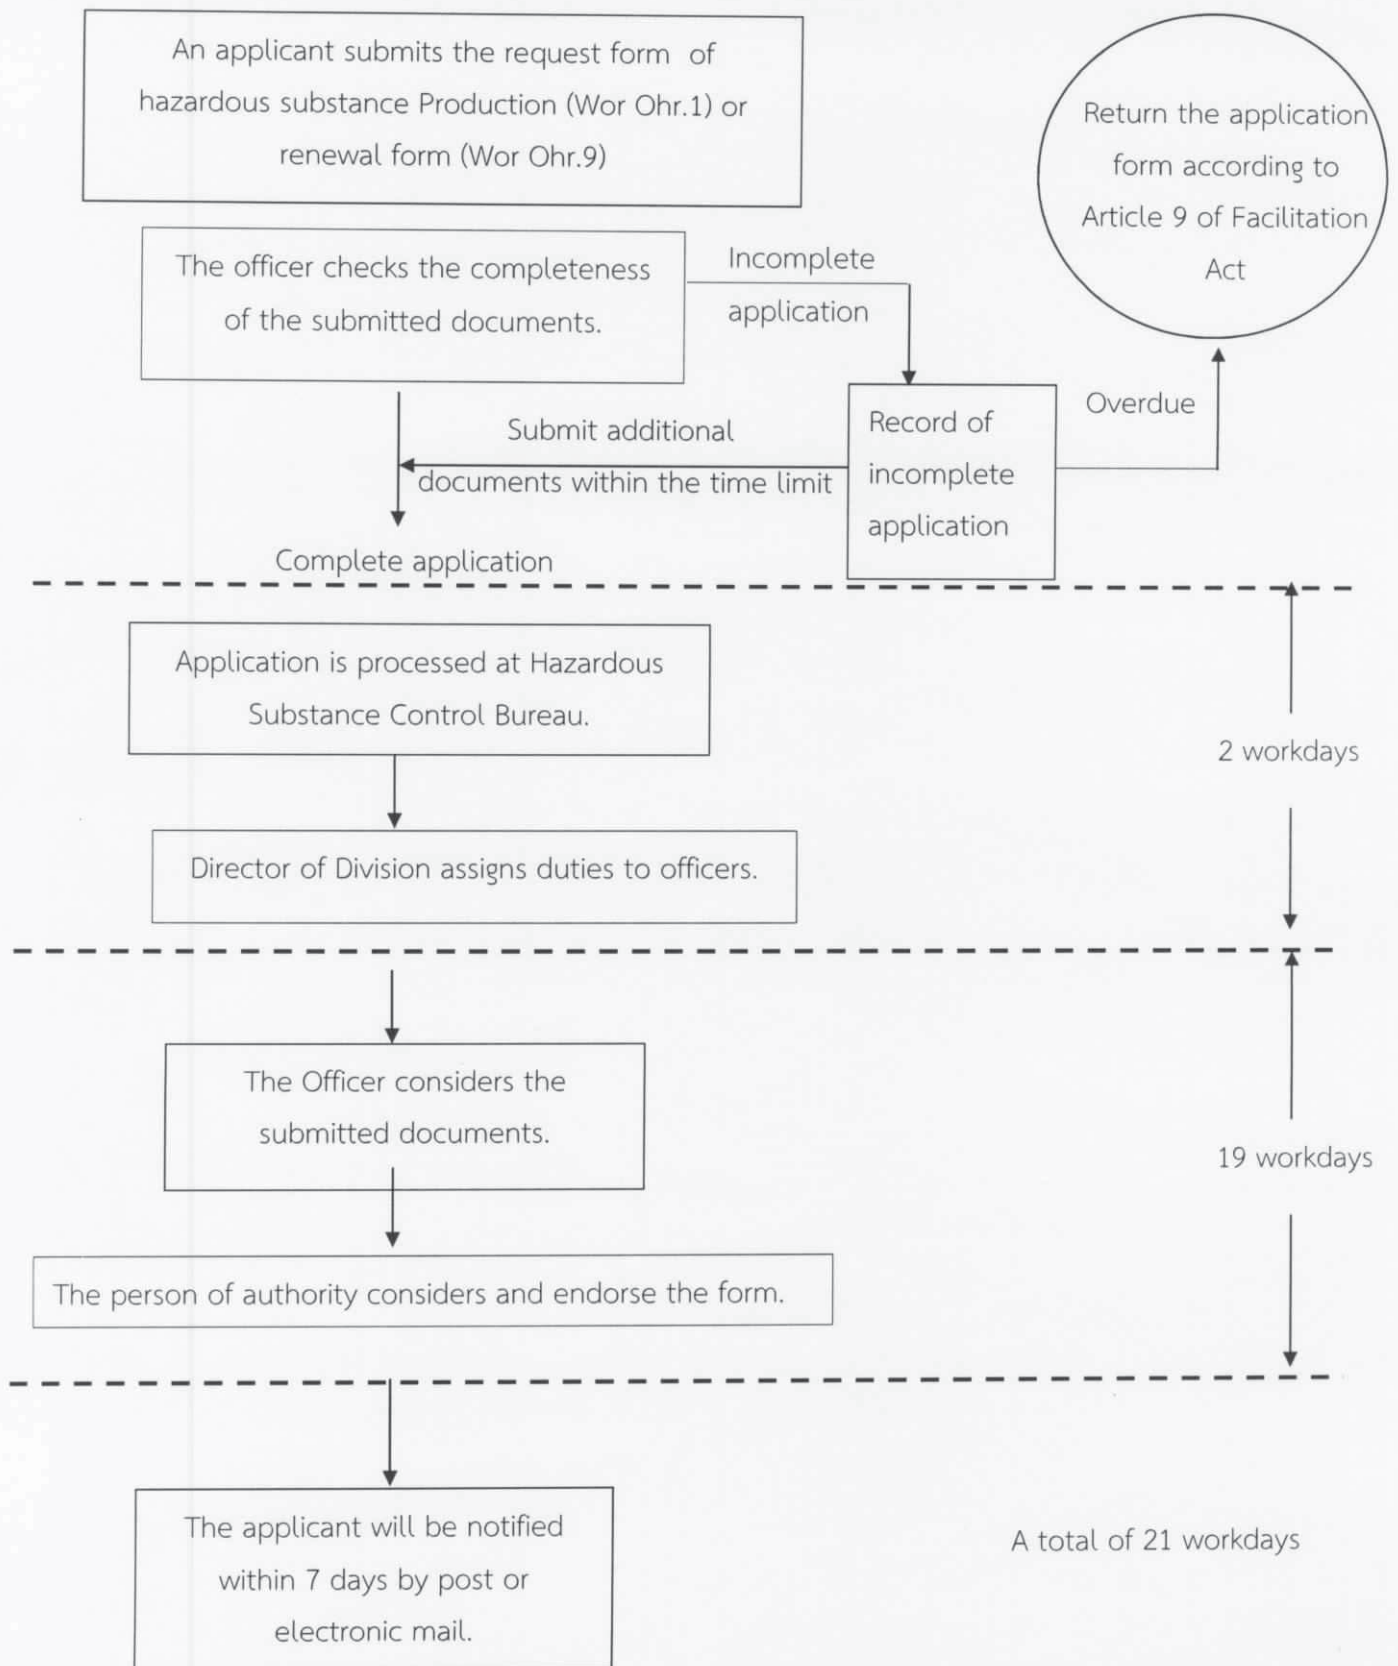 An applicant submits the request form of
hazardous substance Production (Wor Ohr.1) or
renewal form (Wor Ohr.9)
Return the application
form according to
Article 9 of Facilitation
Act
The officer checks the completeness
of the submitted documents.
Incomplete
application
Submit additional
documents within the time limit
Record of
incomplete
application
Overdue
Complete application
Application is processed at Hazardous
Substance Control Bureau.
2 workdays
Director of Division assigns duties to officers.
The Officer considers the
submitted documents.
19 workdays
The person of authority considers and endorse the form.
The applicant will be notified
within 7 days by post or
electronic mail.
A total of 21 workdays